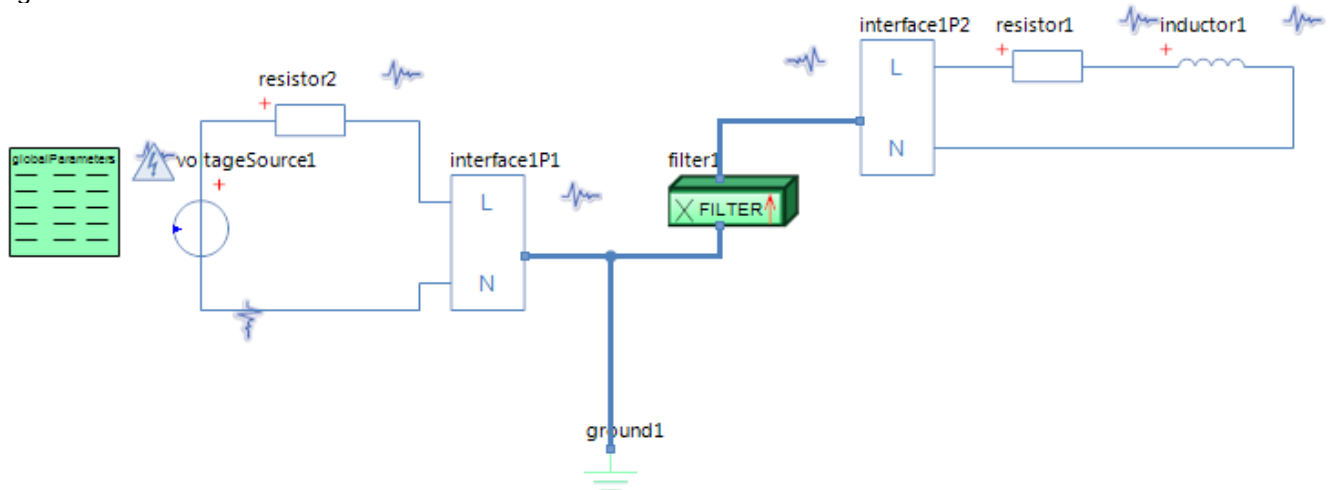 interface1P2
resistor1
inductor1
L
N
resistor2
globalParameters
voltageSource1
interface1P1
L
N
filter1
FILTER
ground1